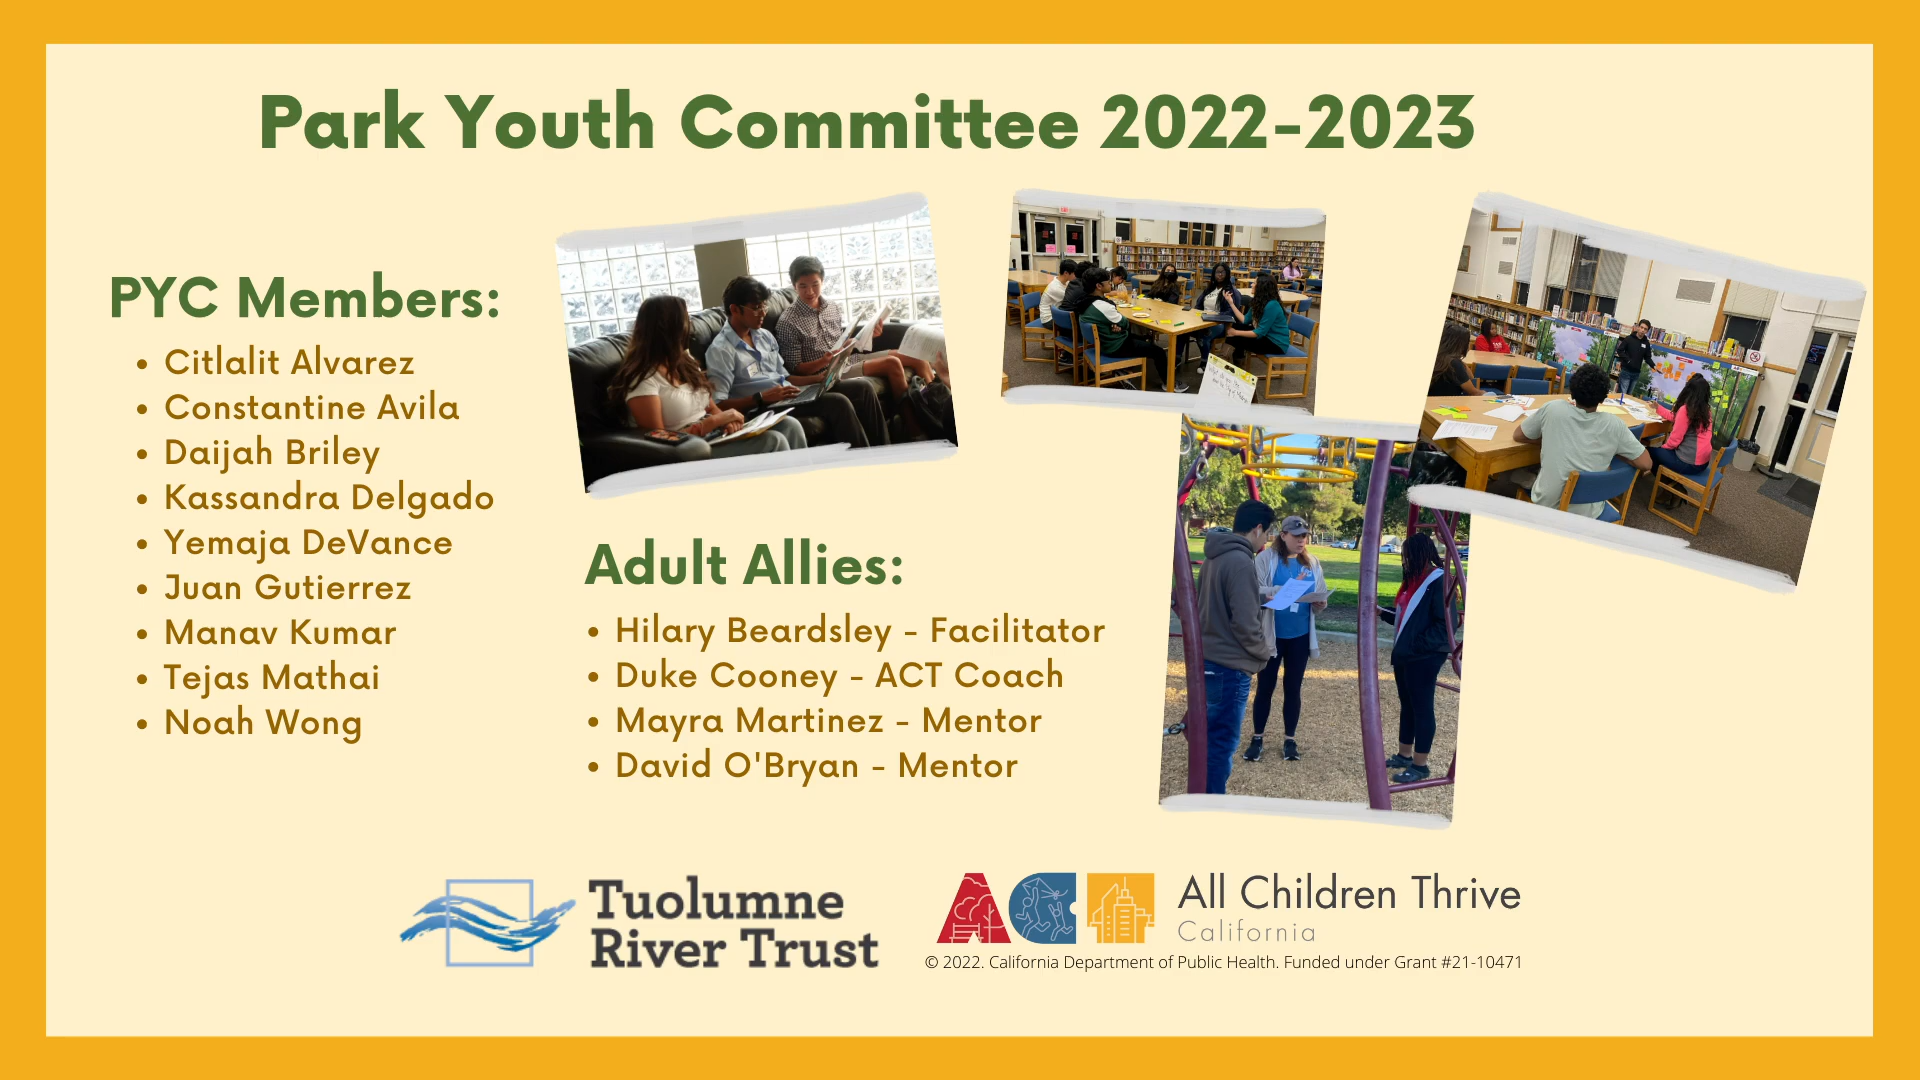 Park Youth Committee 2022-2023
PYC Members:
• Citlalit Alvarez
• Constantine Avila
• Daijah Briley
• Kassandra Delgado
• Yemaja DeVance
• Juan Gutierrez
• Manav Kumar
• Tejas Mathai
• Noah Wong
Adult Allies:
• Hilary Beardsley - Facilitator
• Duke Cooney - ACT Coach
• Mayra Martinez - Mentor
• David O'Bryan - Mentor
Tuolumne
River Trust
ACT
All Children Thrive
California
© 2022. California Department of Public Health. Funded under Grant #21-10471